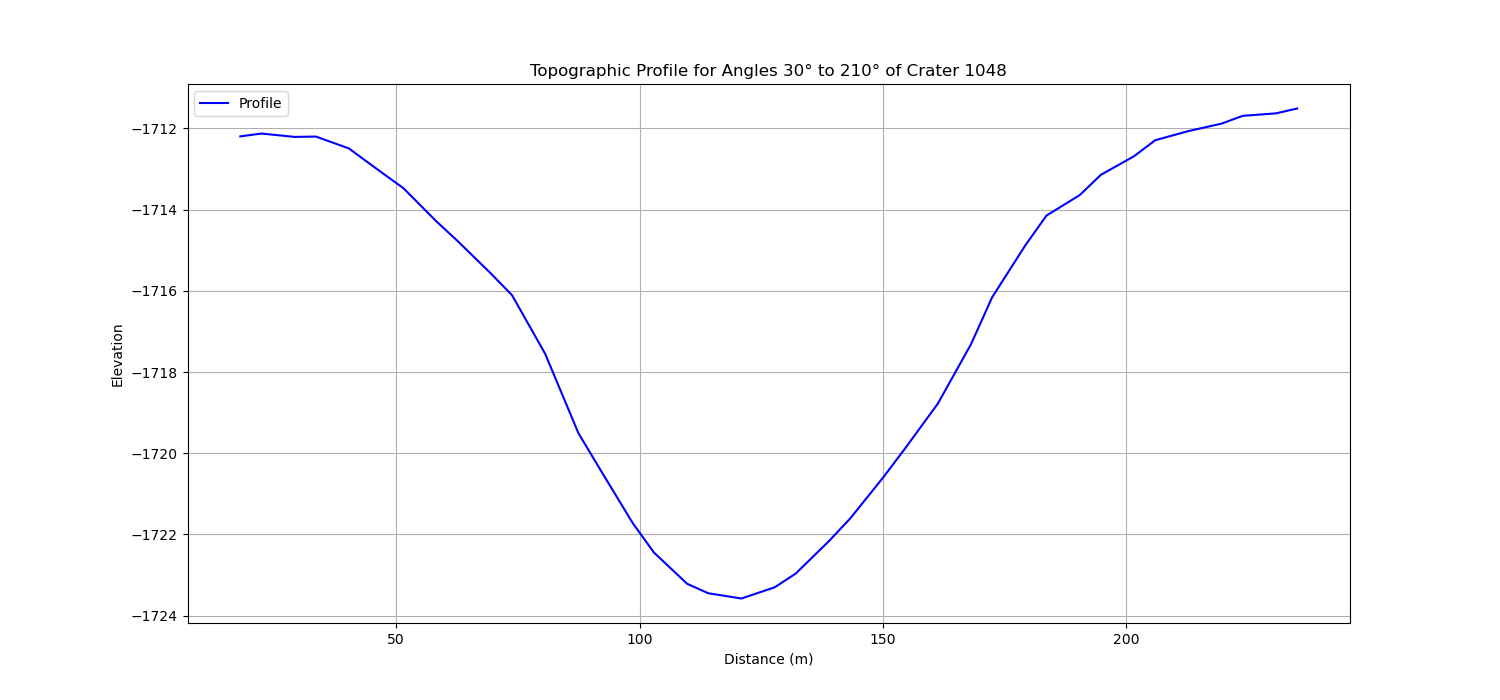 Topographic Profile for Angles 30° to 210° of Crater 1048
Profile
−1712
−1714
−1716
−1718
−1720
−1722
−1724
Elevation
50
100
150
200
Distance (m)